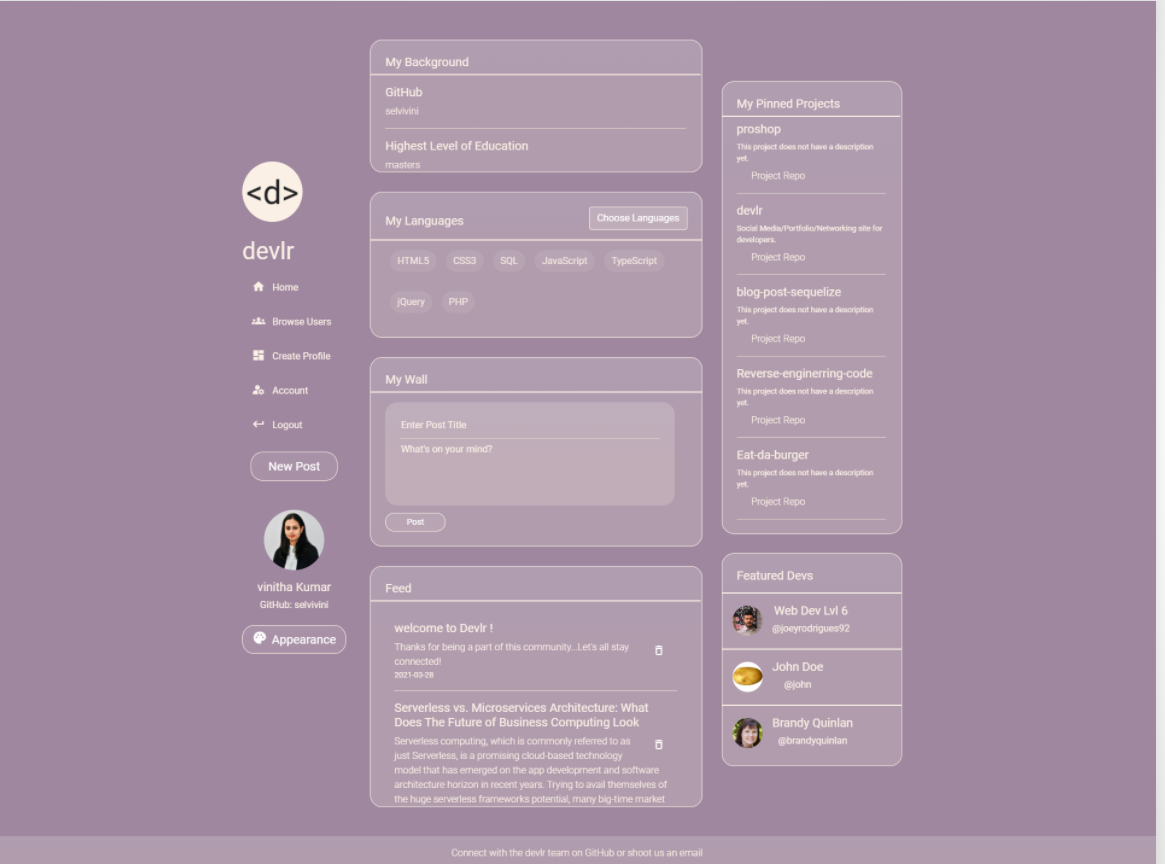 <d>
devlr
Home
Browse Users
Create Profile
Account
Logout
New Post
vinitha Kumar
GitHub: selvivini
Appearance
My Background
GitHub
selvivini
Highest Level of Education
masters
My Languages
Choose Languages
HTML5
CSS3
SQL
JavaScript
TypeScript
jQuery
PHP
My Wall
Enter Post Title
What's on your mind?
Post
Feed
welcome to Devlr !
Thanks for being a part of this community...Let's all stay
connected!
2021-03-28
Serverless vs. Microservices Architecture: What
Does The Future of Business Computing Look
Serverless computing, which is commonly referred to as
just Serverless, is a promising cloud-based technology
model that has emerged on the app development and software
architecture horizon in recent years. Trying to avail themselves of
the huge serverless frameworks potential, many big-time market
My Pinned Projects
proshop
This project does not have a description
yet.
Project Repo
devlr
Social Media/Portfolio/Networking site for
developers.
Project Repo
blog-post-sequelize
This project does not have a description
yet.
Project Repo
Reverse-enginerring-code
This project does not have a description
yet.
Project Repo
Eat-da-burger
This project does not have a description
yet.
Project Repo
Featured Devs
Web Dev Lvl 6
@joeyrodrigues92
John Doe
@john
Brandy Quinlan
@brandyquinlan
Connect with the devlr team on GitHub or shoot us an email